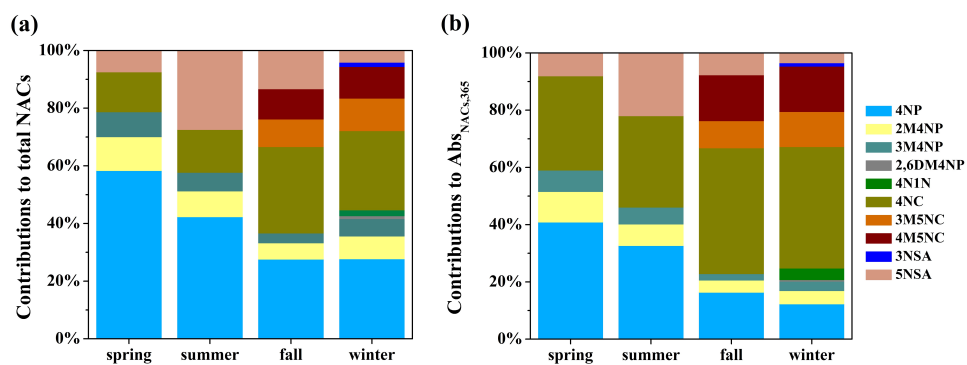 (a)
Contributions to total NACs
100%
80%
60%
40%
20%
0%
spring summer fall winter
(b)
Contributions to Abs_NACs,365
100%
80%
60%
40%
20%
0%
spring summer fall winter
4NP
2M4NP
3M4NP
2,6DM4NP
4N1N
4NC
3M5NC
4M5NC
3NSA
5NSA